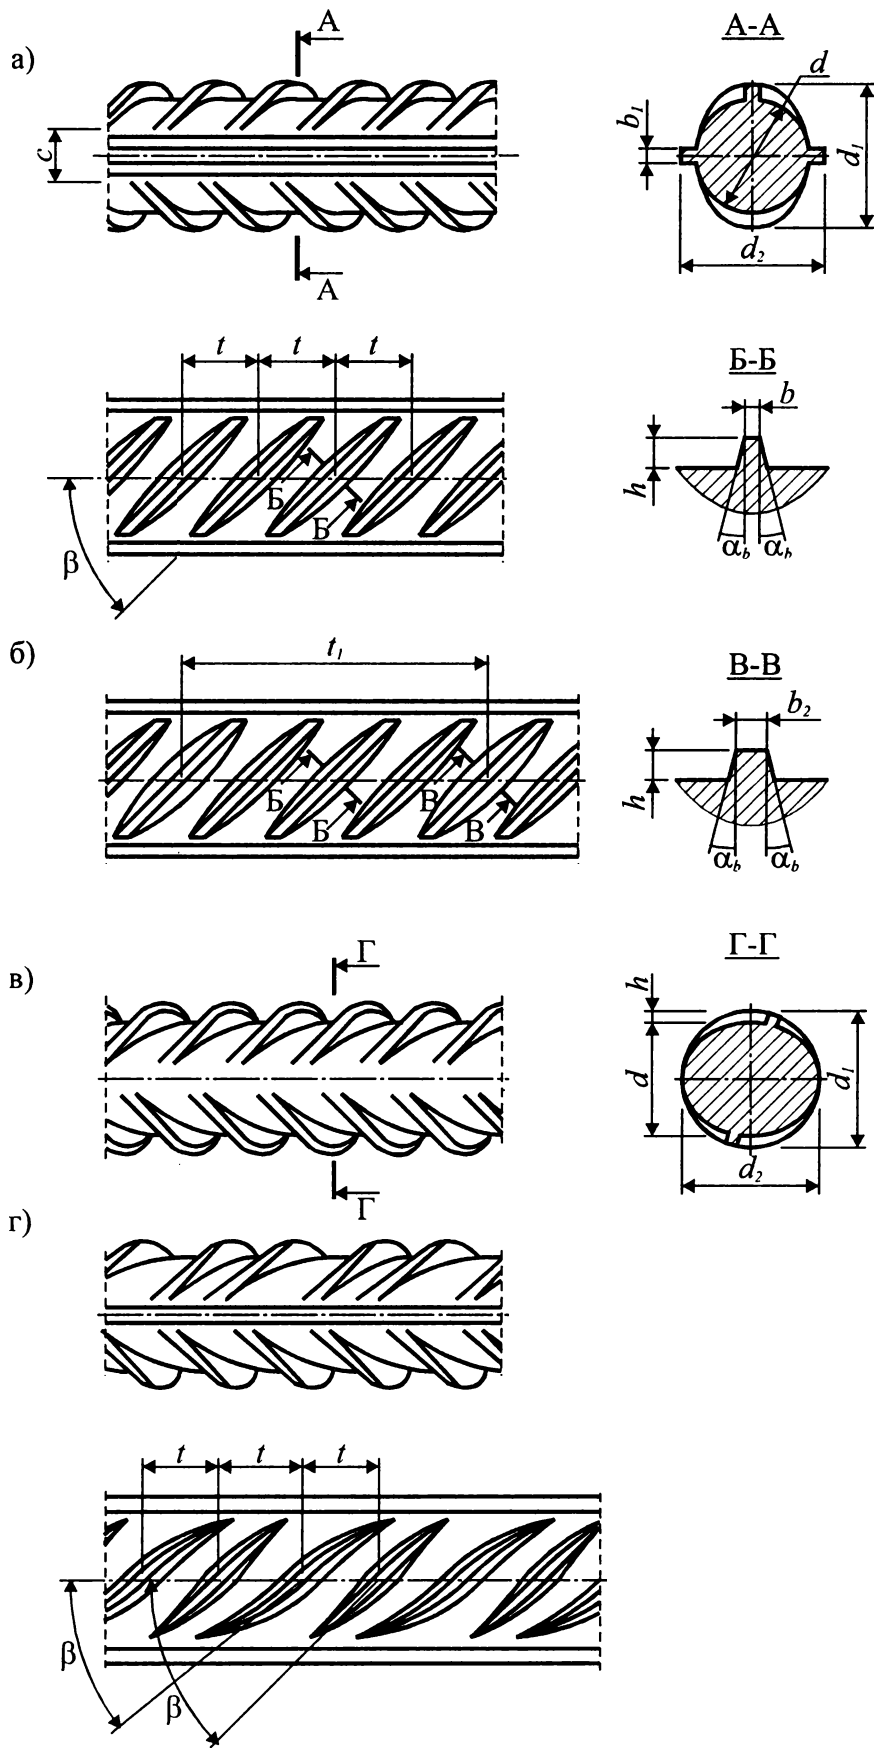 а)
А
А
c
А-А
d
b₁
d₁
d₂
t t t
Б
Б
β
Б-Б
b
h
αb αb
б)
t₁
Б
Б
В
В
В-В
b₂
h
αb αb
в)
Г
Г
Г-Г
h
d
d₁
d₂
г)
t t t
β
β